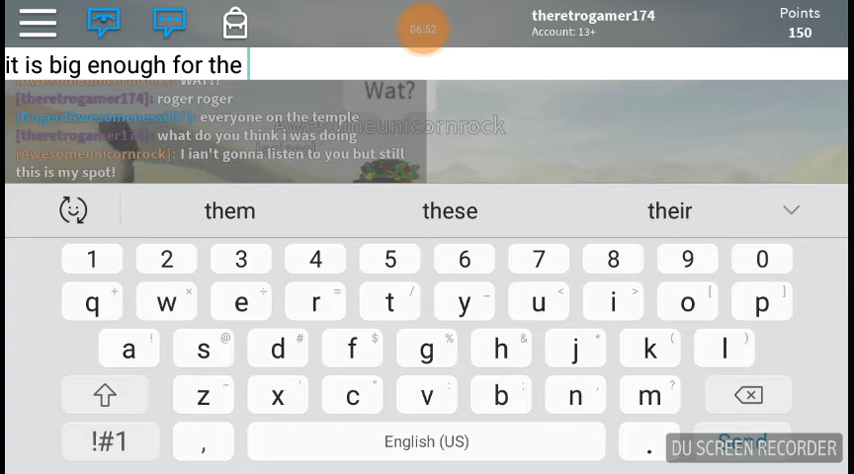 06:52
theretrogamer174
Account: 13+
Points
150
it is big enough for the
[theretrogamer174]: roger roger
everyone on the temple
[theretrogamer174]: what do you think i was doing
[Awesomeunicornrock]: I ian't gonna listen to you but still
this is my spot!
Wat?
Awesomeunicornrock
them these their
1 2 3 4 5 6 7 8 9 0
q + w × e ÷ r = t / y _ u < i > o [ p ]
a ! s @ d # f $ g % h & j * k ( l )
z - x ' c " v : b ; n , m ?
!#1 , English (US) . Send
DU SCREEN RECORDER